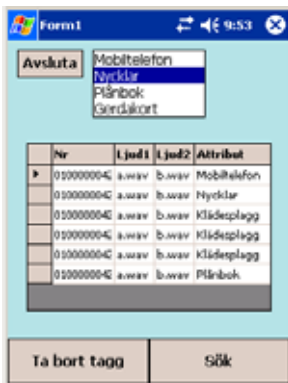 Form1 9:53
Avsluta
Mobiltelefon
Nycklar
Plånbok
Gerdakort
Nr Ljud1 Ljud2 Attribut
010000004 a.wav b.wav Mobiltelefon
010000004 a.wav b.wav Nycklar
010000004 a.wav b.wav Klädesplagg
010000004 a.wav b.wav Klädesplagg
010000004 a.wav b.wav Klädesplagg
010000004 a.wav b.wav Plånbok
Ta bort tagg Sök